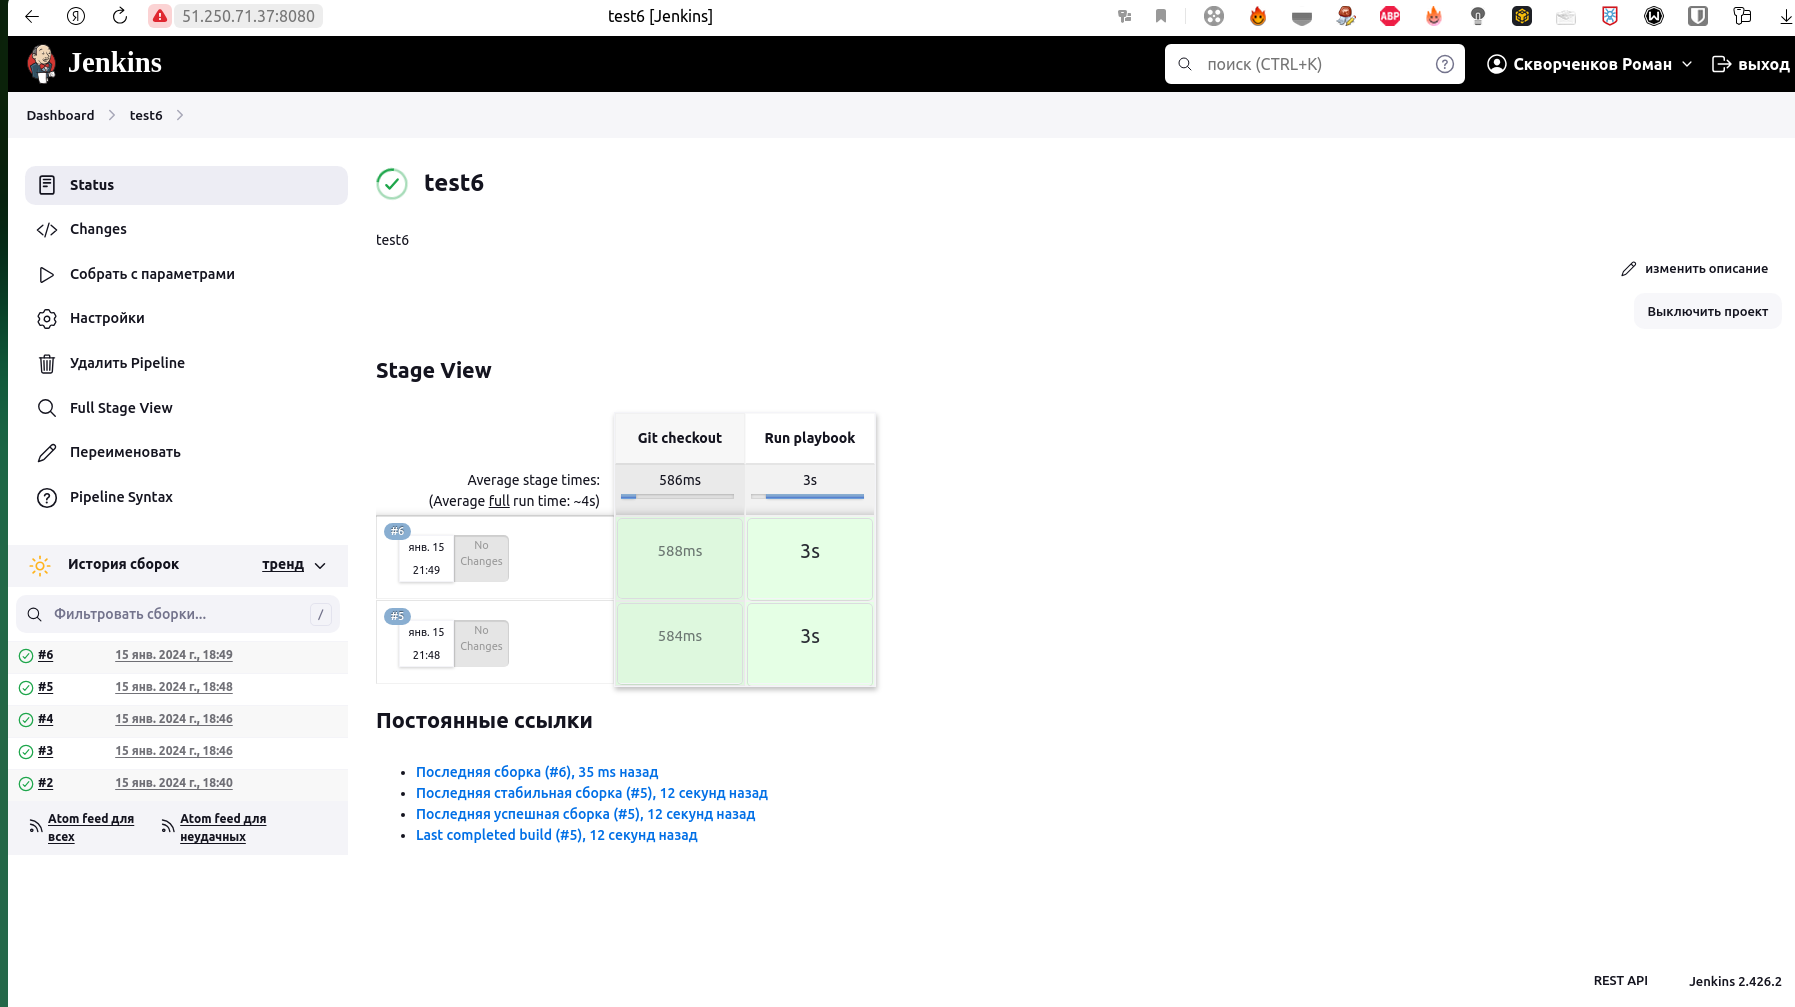 51.250.71.37:8080
test6 [Jenkins]
ABP
Jenkins
поиск (CTRL+K)
Скворченков Роман
выход
Dashboard
test6
Status
Changes
Собрать с параметрами
Настройки
Удалить Pipeline
Full Stage View
Переименовать
Pipeline Syntax
История сборок
тренд
Фильтровать сборки...
/
#6 15 янв. 2024 г., 18:49
#5 15 янв. 2024 г., 18:48
#4 15 янв. 2024 г., 18:46
#3 15 янв. 2024 г., 18:46
#2 15 янв. 2024 г., 18:40
Atom feed для
всех
Atom feed для
неудачных
test6
test6
изменить описание
Выключить проект
Stage View
Git checkout
Run playbook
Average stage times:
(Average full run time: ~4s)
586ms
3s
#6
янв. 15
21:49
No
Changes
588ms
3s
#5
янв. 15
21:48
No
Changes
584ms
3s
Постоянные ссылки
Последняя сборка (#6), 35 ms назад
Последняя стабильная сборка (#5), 12 секунд назад
Последняя успешная сборка (#5), 12 секунд назад
Last completed build (#5), 12 секунд назад
REST API
Jenkins 2.426.2